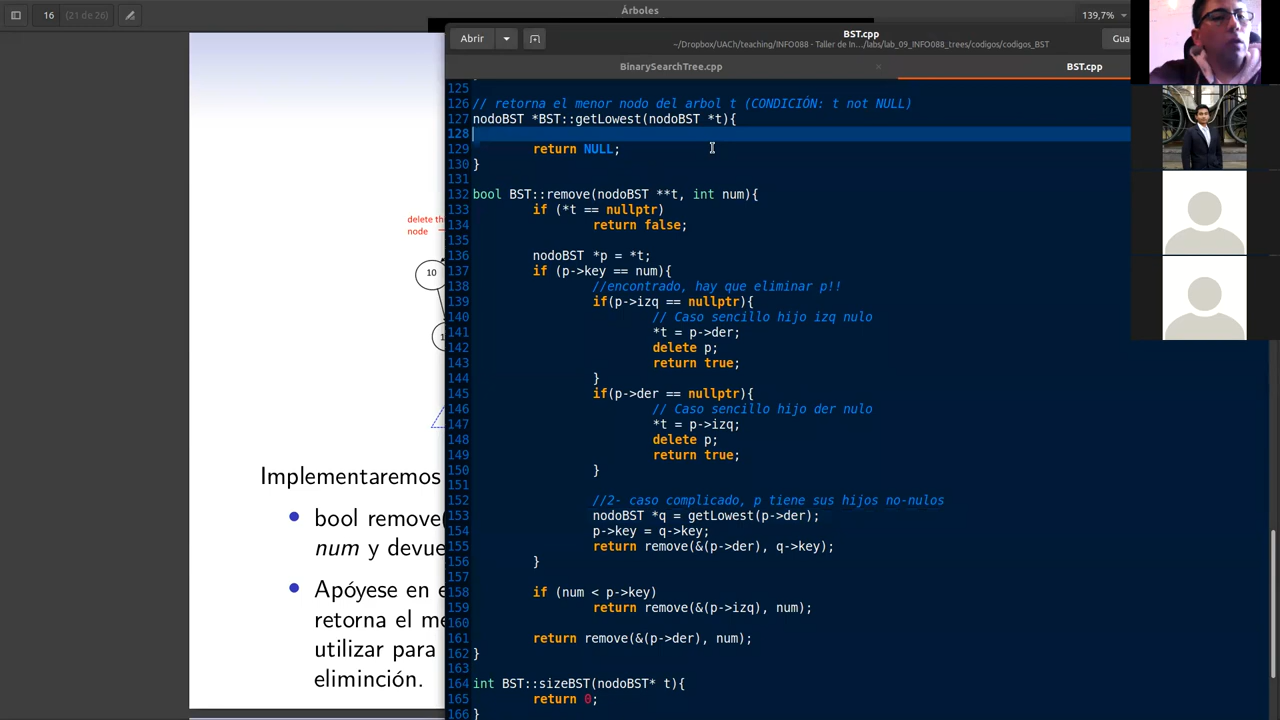 16
(21 de 26)
Árboles
139,7%
Abrir
BST.cpp
~/Dropbox/UACh/teaching/INFO088 - Taller de In.../labs/lab_09_INFO088_trees/codigos/codigos_BST
Gua
BinarySearchTree.cpp
BST.cpp
delete thi
node
10
1
Implementaremos
bool remove(
num y devue
Apóyese en e
retorna el me
utilizar para
eliminción.
125
126 // retorna el menor nodo del arbol t (CONDICIÓN: t not NULL)
127 nodoBST *BST::getLowest(nodoBST *t){
128
129 return NULL;
130 }
131
132 bool BST::remove(nodoBST **t, int num){
133 if (*t == nullptr)
134 return false;
135
136 nodoBST *p = *t;
137 if (p->key == num){
138 //encontrado, hay que eliminar p!!
139 if(p->izq == nullptr){
140 // Caso sencillo hijo izq nulo
141 *t = p->der;
142 delete p;
143 return true;
144 }
145 if(p->der == nullptr){
146 // Caso sencillo hijo der nulo
147 *t = p->izq;
148 delete p;
149 return true;
150 }
151
152 //2- caso complicado, p tiene sus hijos no-nulos
153 nodoBST *q = getLowest(p->der);
154 p->key = q->key;
155 return remove(&(p->der), q->key);
156 }
157
158 if (num < p->key)
159 return remove(&(p->izq), num);
160
161 return remove(&(p->der), num);
162 }
163
164 int BST::sizeBST(nodoBST* t){
165 return 0;
166 }